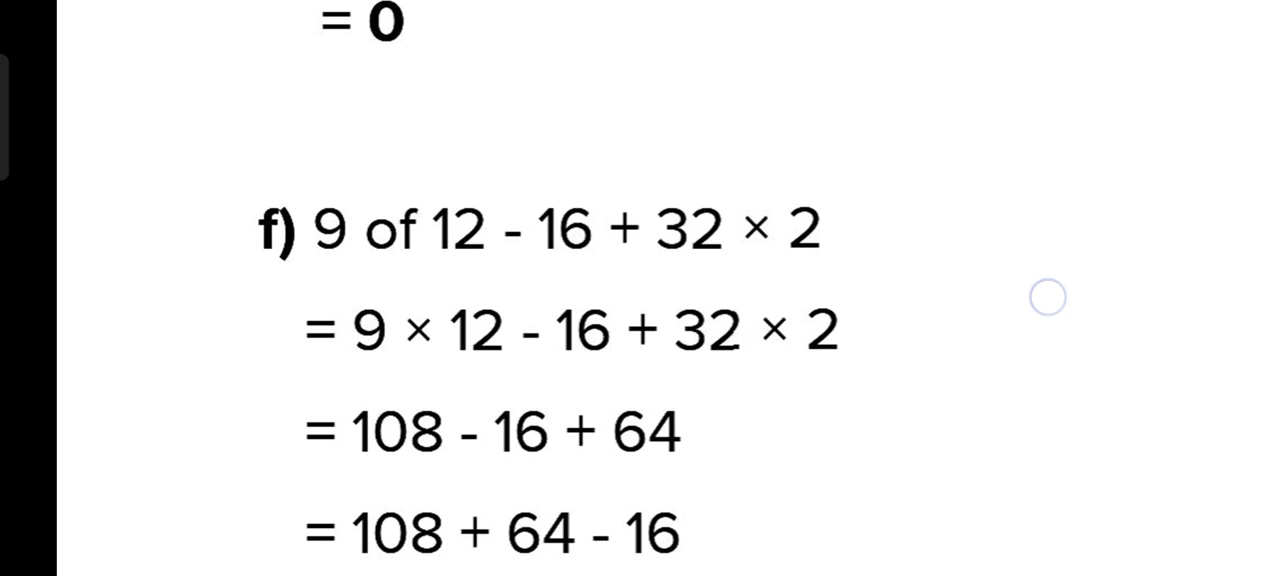 = 0
f) 9 of 12 - 16 + 32 × 2
= 9 × 12 - 16 + 32 × 2
= 108 - 16 + 64
= 108 + 64 - 16